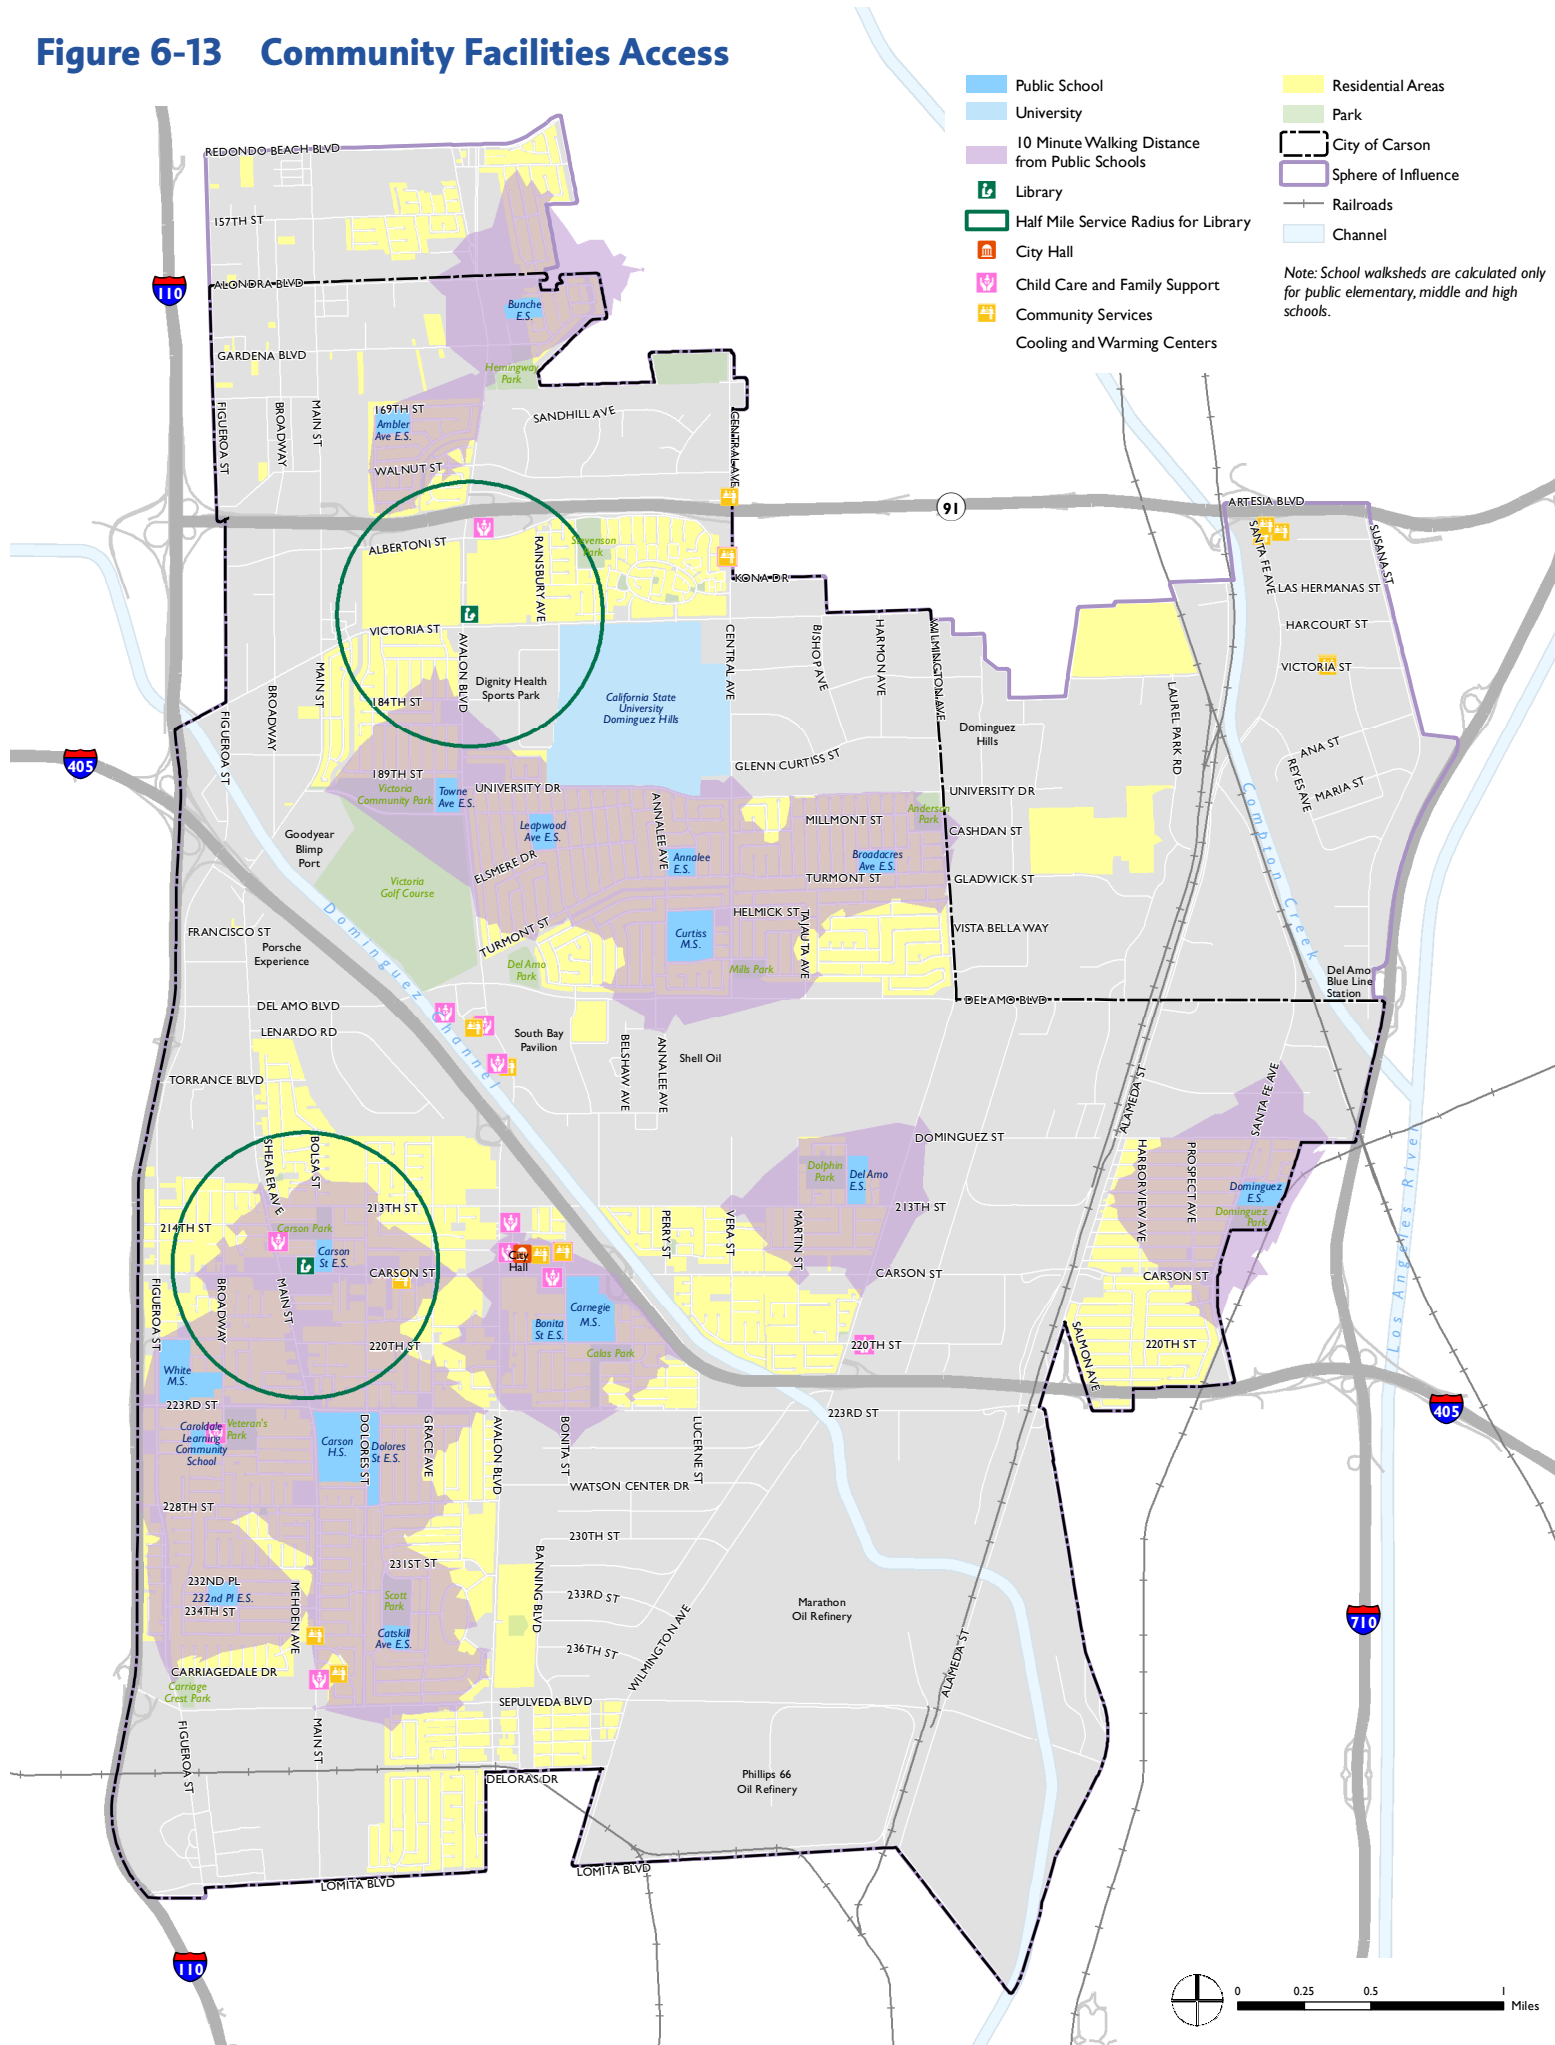 Figure 6-13 Community Facilities Access
Public School
University
10 Minute Walking Distance
from Public Schools
Library
Half Mile Service Radius for Library
City Hall
Child Care and Family Support
Community Services
Cooling and Warming Centers
Residential Areas
Park
City of Carson
Sphere of Influence
Railroads
Channel
Note: School walksheds are calculated only
for public elementary, middle and high
schools.
REDONDO BEACH BLVD
157TH ST
110
ALONDRA BLVD
Bunche
E.S.
GARDENA BLVD
Hemingway
Park
FIGUEROA ST
BROADWAY
MAIN ST
169TH ST
Ambler
Ave E.S.
SANDHILL AVE
CENTRAL AVE
WALNUT ST
91
ARTESIA BLVD
SANTA FE AVE
SUSANA ST
ALBERTONI ST
RAINSBURY AVE
Stevenson
Park
KONA DR
LAS HERMANAS ST
HARCOURT ST
VICTORIA ST
VICTORIA ST
AVALON BLVD
CENTRAL AVE
BISHOP AVE
HARMON AVE
WILMINGTON AVE
MAIN ST
BROADWAY
FIGUEROA ST
184TH ST
Dignity Health
Sports Park
California State
University
Dominguez Hills
Dominguez
Hills
LAUREL PARK RD
ANA ST
REYES AVE
MARIA ST
Compton Creek
405
189TH ST
Victoria
Community Park
Towne
Ave E.S.
UNIVERSITY DR
GLENN CURTISS ST
UNIVERSITY DR
Goodyear
Blimp
Port
Leapwood
Ave E.S.
ANNALEE AVE
MILLMONT ST
Anderson
Park
CASHDAN ST
ELSMERE DR
Annalee
E.S.
Broadacres
Ave E.S.
TURMONT ST
GLADWICK ST
Victoria
Golf Course
Dominguez Channel
FRANCISCO ST
Porsche
Experience
TURMONT ST
Curtiss
M.S.
HELMICK ST
TAJAUTA AVE
VISTA BELLA WAY
Del Amo
Park
Mills Park
Del Amo
Blue Line
Station
DEL AMO BLVD
DEL AMO BLVD
LENARDO RD
South Bay
Pavilion
BELSHAW AVE
ANNALEE AVE
Shell Oil
TORRANCE BLVD
ALAMEDA ST
SANTA FE AVE
SHEARER AVE
BOLSA ST
DOMINGUEZ ST
HARBORVIEW AVE
PROSPECT AVE
Dolphin
Park
Del Amo
E.S.
Dominguez
E.S.
Dominguez
Park
Los Angeles River
214TH ST
213TH ST
213TH ST
Carson Park
Carson
St E.S.
PERRY ST
VERA ST
MARTIN ST
City
Hall
CARSON ST
CARSON ST
CARSON ST
FIGUEROA ST
BROADWAY
MAIN ST
Carnegie
M.S.
Bonita
St E.S.
220TH ST
Calas Park
220TH ST
SALMON AVE
220TH ST
White
M.S.
223RD ST
223RD ST
405
Caroldale
Learning
Community
School
Veteran's
Park
Carson
H.S.
DOLORES ST
Dolores
St E.S.
GRACE AVE
AVALON BLVD
BONITA ST
LUCERNE ST
WATSON CENTER DR
228TH ST
230TH ST
231ST ST
BANNING BLVD
232ND PL
232nd Pl E.S.
234TH ST
MEHDEN AVE
Scott
Park
233RD ST
Marathon
Oil Refinery
710
Catskill
Ave E.S.
236TH ST
WILMINGTON AVE
ALAMEDA ST
CARRIAGEDALE DR
Carriage
Crest Park
SEPULVEDA BLVD
FIGUEROA ST
MAIN ST
DELORAS DR
Phillips 66
Oil Refinery
LOMITA BLVD
LOMITA BLVD
110
0 0.25 0.5 1
Miles